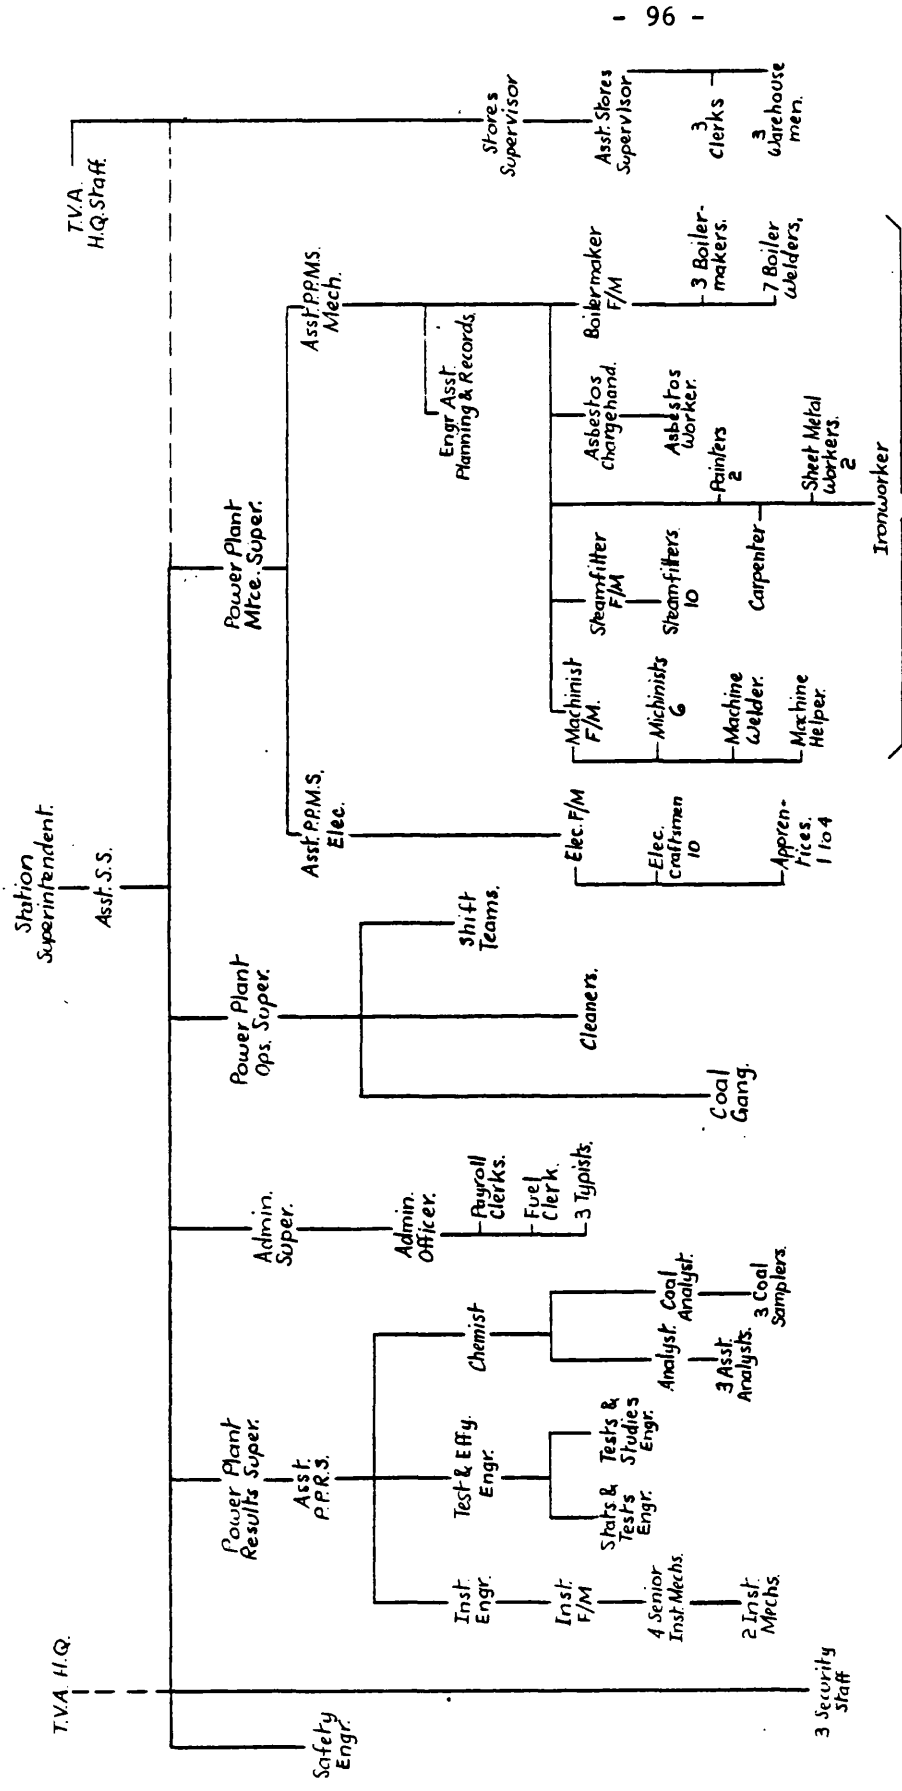 - 96 -
Station
Superintendent.
Asst. S.S.
T.V.A. H.Q.
T.V.A.
H.Q. Staff.
Safety
Engr.
3 Security
Staff
Power Plant
Results Super.
Asst.
P.P.R.S.
Inst.
Engr.
Inst.
F/M
4 Senior
Inst. Mechs.
2 Inst.
Mechs.
Test & Effy.
Engr.
Stats &
Tests
Engr.
Tests &
Studies
Engr.
Chemist
Analyst.
3 Asst.
Analysts.
Coal
Analyst.
3 Coal
Samplers.
Admin.
Super.
Admin.
Officer.
Payroll
Clerks.
Fuel
Clerk.
3 Typists.
Power Plant
Ops. Super.
Coal
Gang.
Cleaners.
Shift
Teams.
Power Plant
Mtce. Super.
Asst. P.P.M.S.
Elec.
Elec. F/M
Elec.
Craftsmen
10
Appren-
tices.
1 to 4
Asst. P.P.M.S.
Mech.
Engr Asst.
Planning & Records.
Machinist
F/M.
Michinists
6
Machine
Welder.
Machine
Helper.
Steamfitter
F/M
Steamfitters
10
Painters
2
Carpenter
Sheet Metal
Workers.
2
Ironworker
Asbestos
Chargehand.
Asbestos
Worker.
Boilermaker
F/M
3 Boiler-
makers.
7 Boiler
Welders,
Stores
Supervisor
Asst. Stores
Supervisor
3
Clerks
3
Warehouse
men.